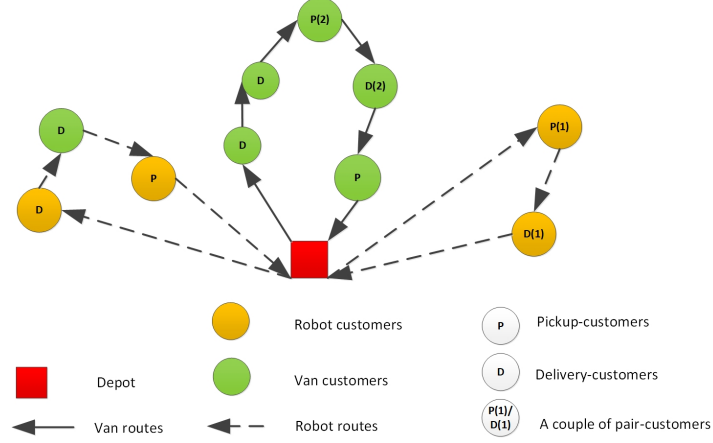 P(2)
D
D(2)
D
P(1)
D
P
P
D
D(1)
Robot customers
P
Pickup-customers
Depot
Van customers
D
Delivery-customers
Van routes
Robot routes
P(1)/
D(1)
A couple of pair-customers